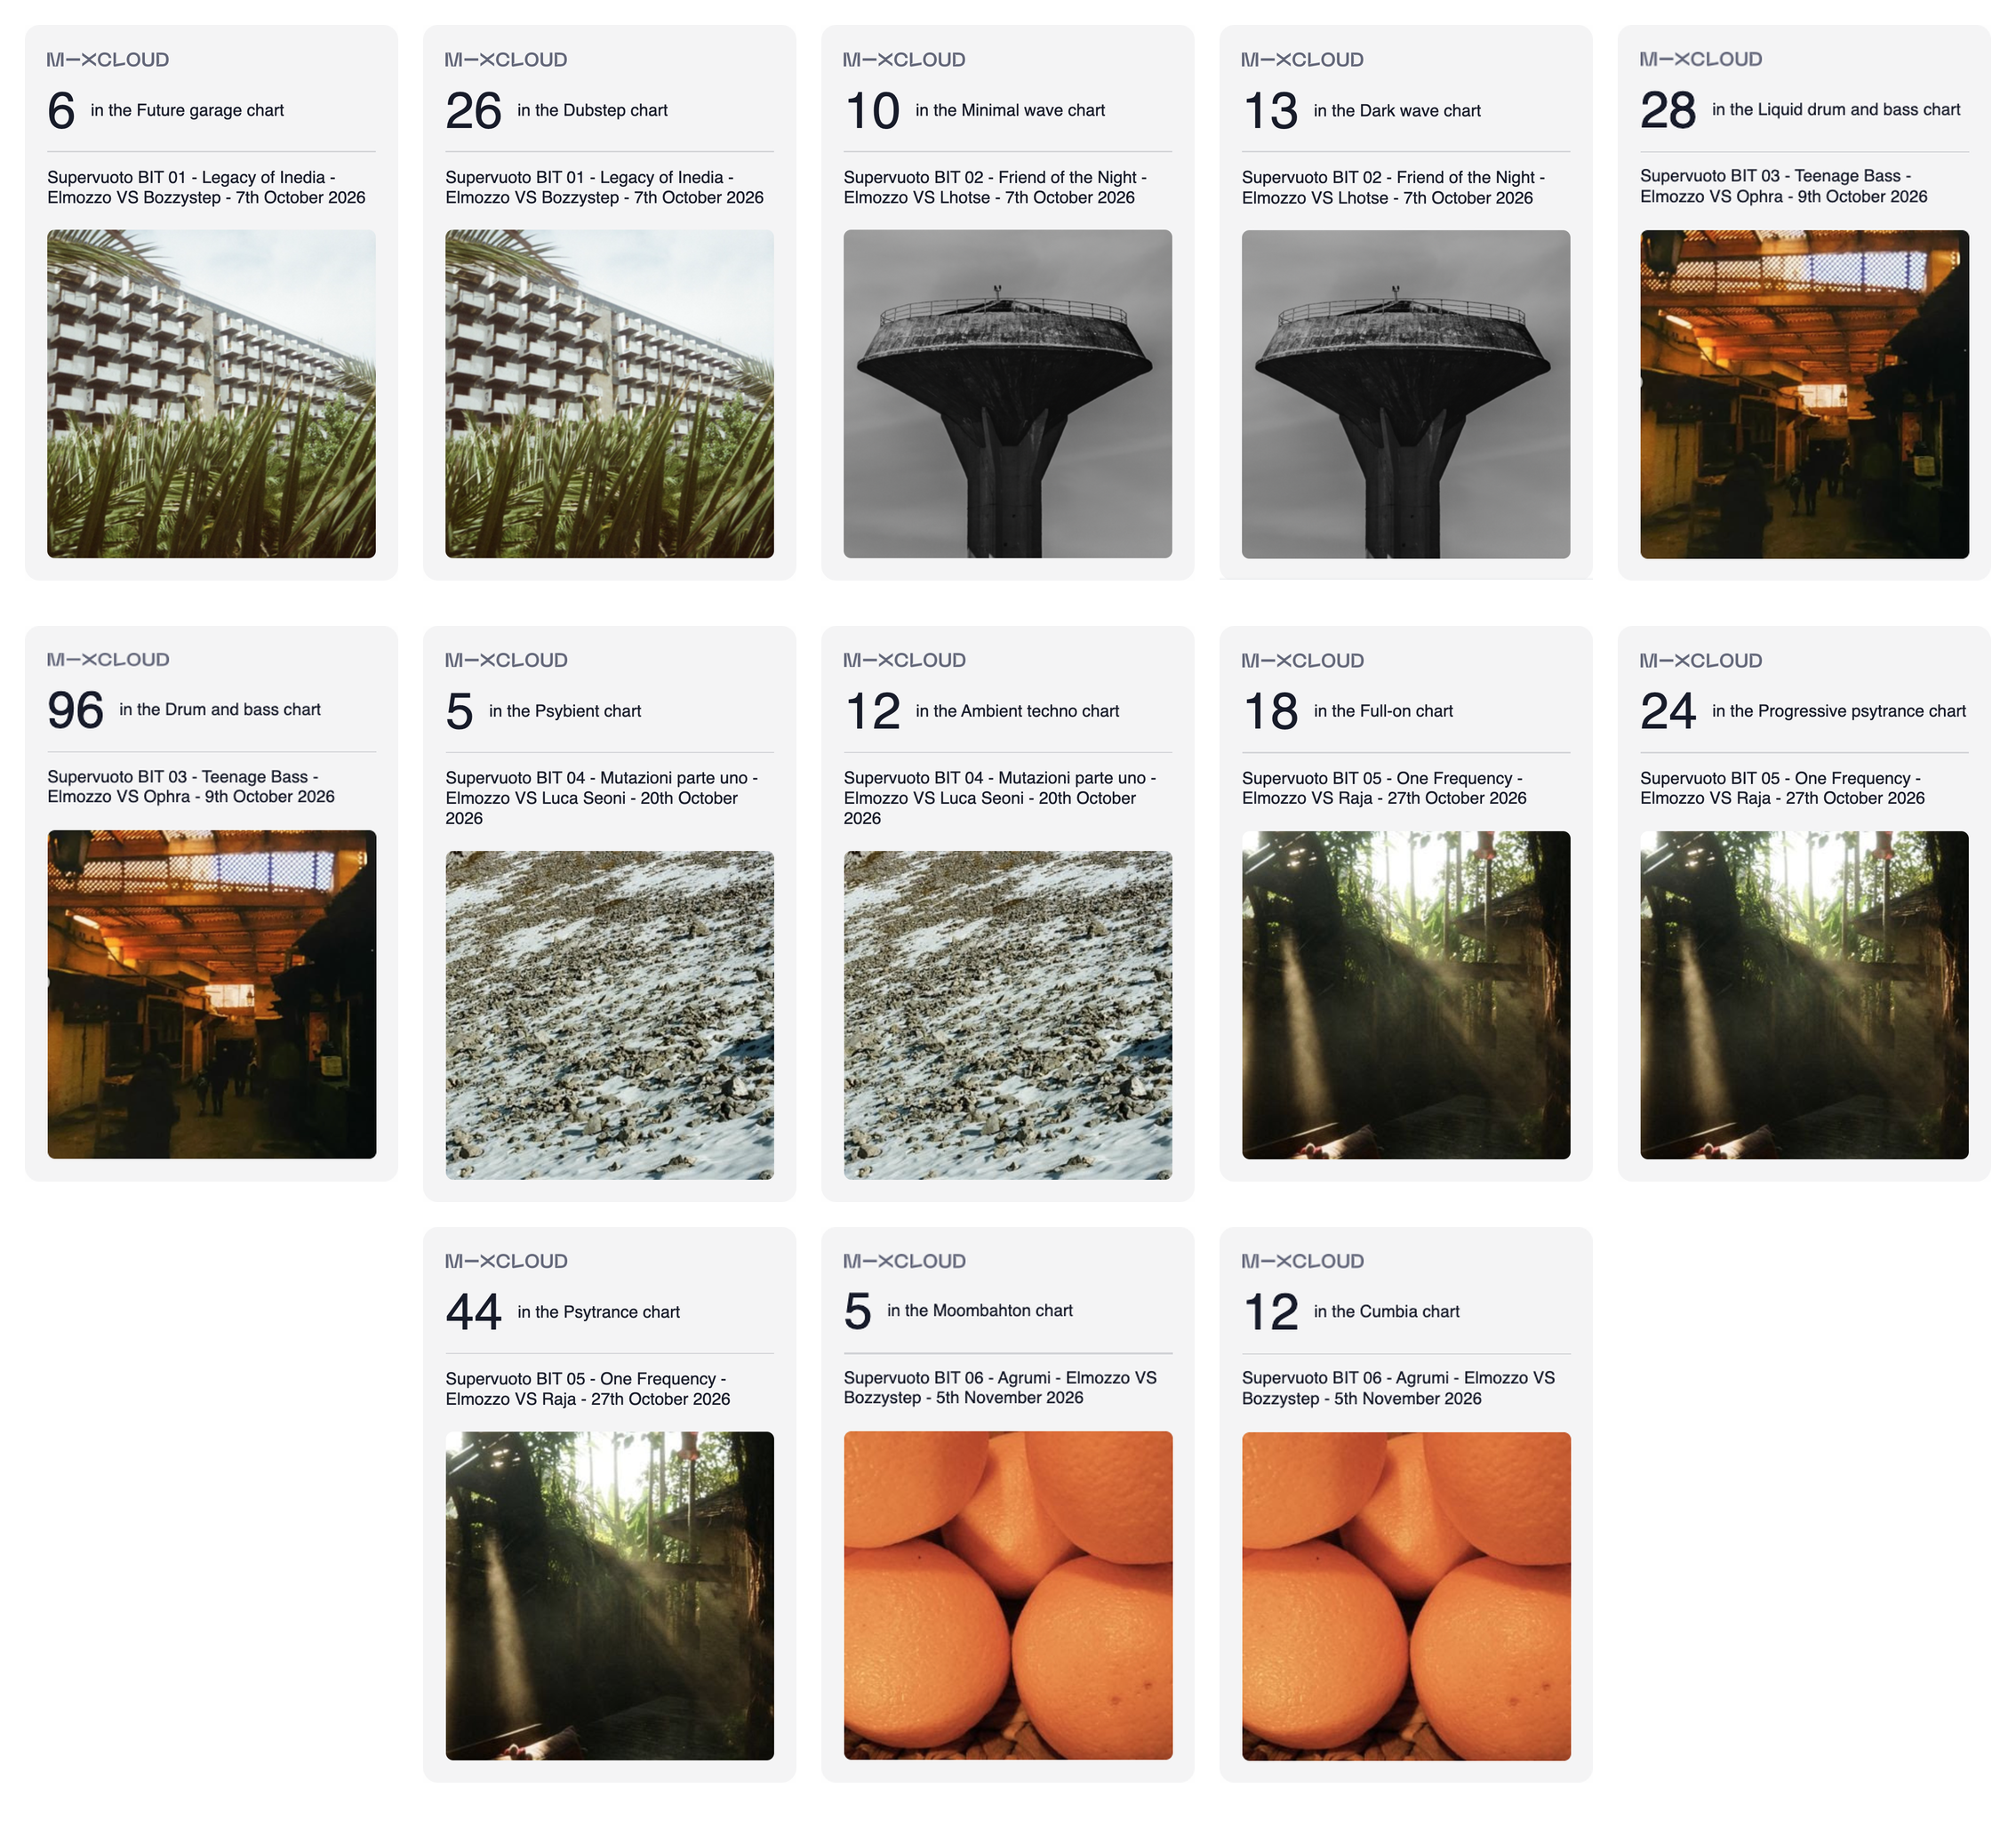 M–XCLOUD
6 in the Future garage chart
Supervuoto BIT 01 - Legacy of Inedia -
Elmozzo VS Bozzystep - 7th October 2026
M–XCLOUD
26 in the Dubstep chart
Supervuoto BIT 01 - Legacy of Inedia -
Elmozzo VS Bozzystep - 7th October 2026
M–XCLOUD
10 in the Minimal wave chart
Supervuoto BIT 02 - Friend of the Night -
Elmozzo VS Lhotse - 7th October 2026
M–XCLOUD
13 in the Dark wave chart
Supervuoto BIT 02 - Friend of the Night -
Elmozzo VS Lhotse - 7th October 2026
M–XCLOUD
28 in the Liquid drum and bass chart
Supervuoto BIT 03 - Teenage Bass -
Elmozzo VS Ophra - 9th October 2026
M–XCLOUD
96 in the Drum and bass chart
Supervuoto BIT 03 - Teenage Bass -
Elmozzo VS Ophra - 9th October 2026
M–XCLOUD
5 in the Psybient chart
Supervuoto BIT 04 - Mutazioni parte uno -
Elmozzo VS Luca Seoni - 20th October
2026
M–XCLOUD
12 in the Ambient techno chart
Supervuoto BIT 04 - Mutazioni parte uno -
Elmozzo VS Luca Seoni - 20th October
2026
M–XCLOUD
18 in the Full-on chart
Supervuoto BIT 05 - One Frequency -
Elmozzo VS Raja - 27th October 2026
M–XCLOUD
24 in the Progressive psytrance chart
Supervuoto BIT 05 - One Frequency -
Elmozzo VS Raja - 27th October 2026
M–XCLOUD
44 in the Psytrance chart
Supervuoto BIT 05 - One Frequency -
Elmozzo VS Raja - 27th October 2026
M–XCLOUD
5 in the Moombahton chart
Supervuoto BIT 06 - Agrumi - Elmozzo VS
Bozzystep - 5th November 2026
M–XCLOUD
12 in the Cumbia chart
Supervuoto BIT 06 - Agrumi - Elmozzo VS
Bozzystep - 5th November 2026